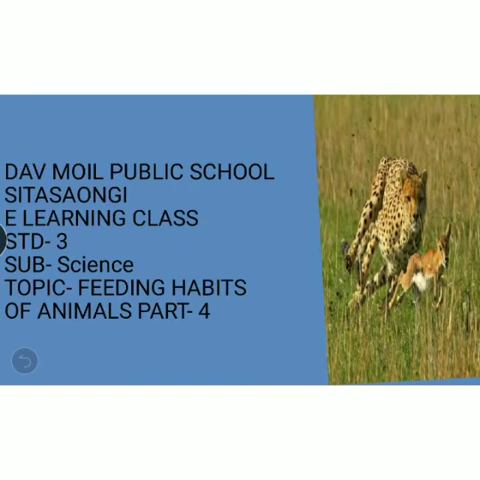 DAV MOIL PUBLIC SCHOOL
SITASAONGI
E LEARNING CLASS
STD- 3
SUB- Science
TOPIC- FEEDING HABITS
OF ANIMALS PART- 4